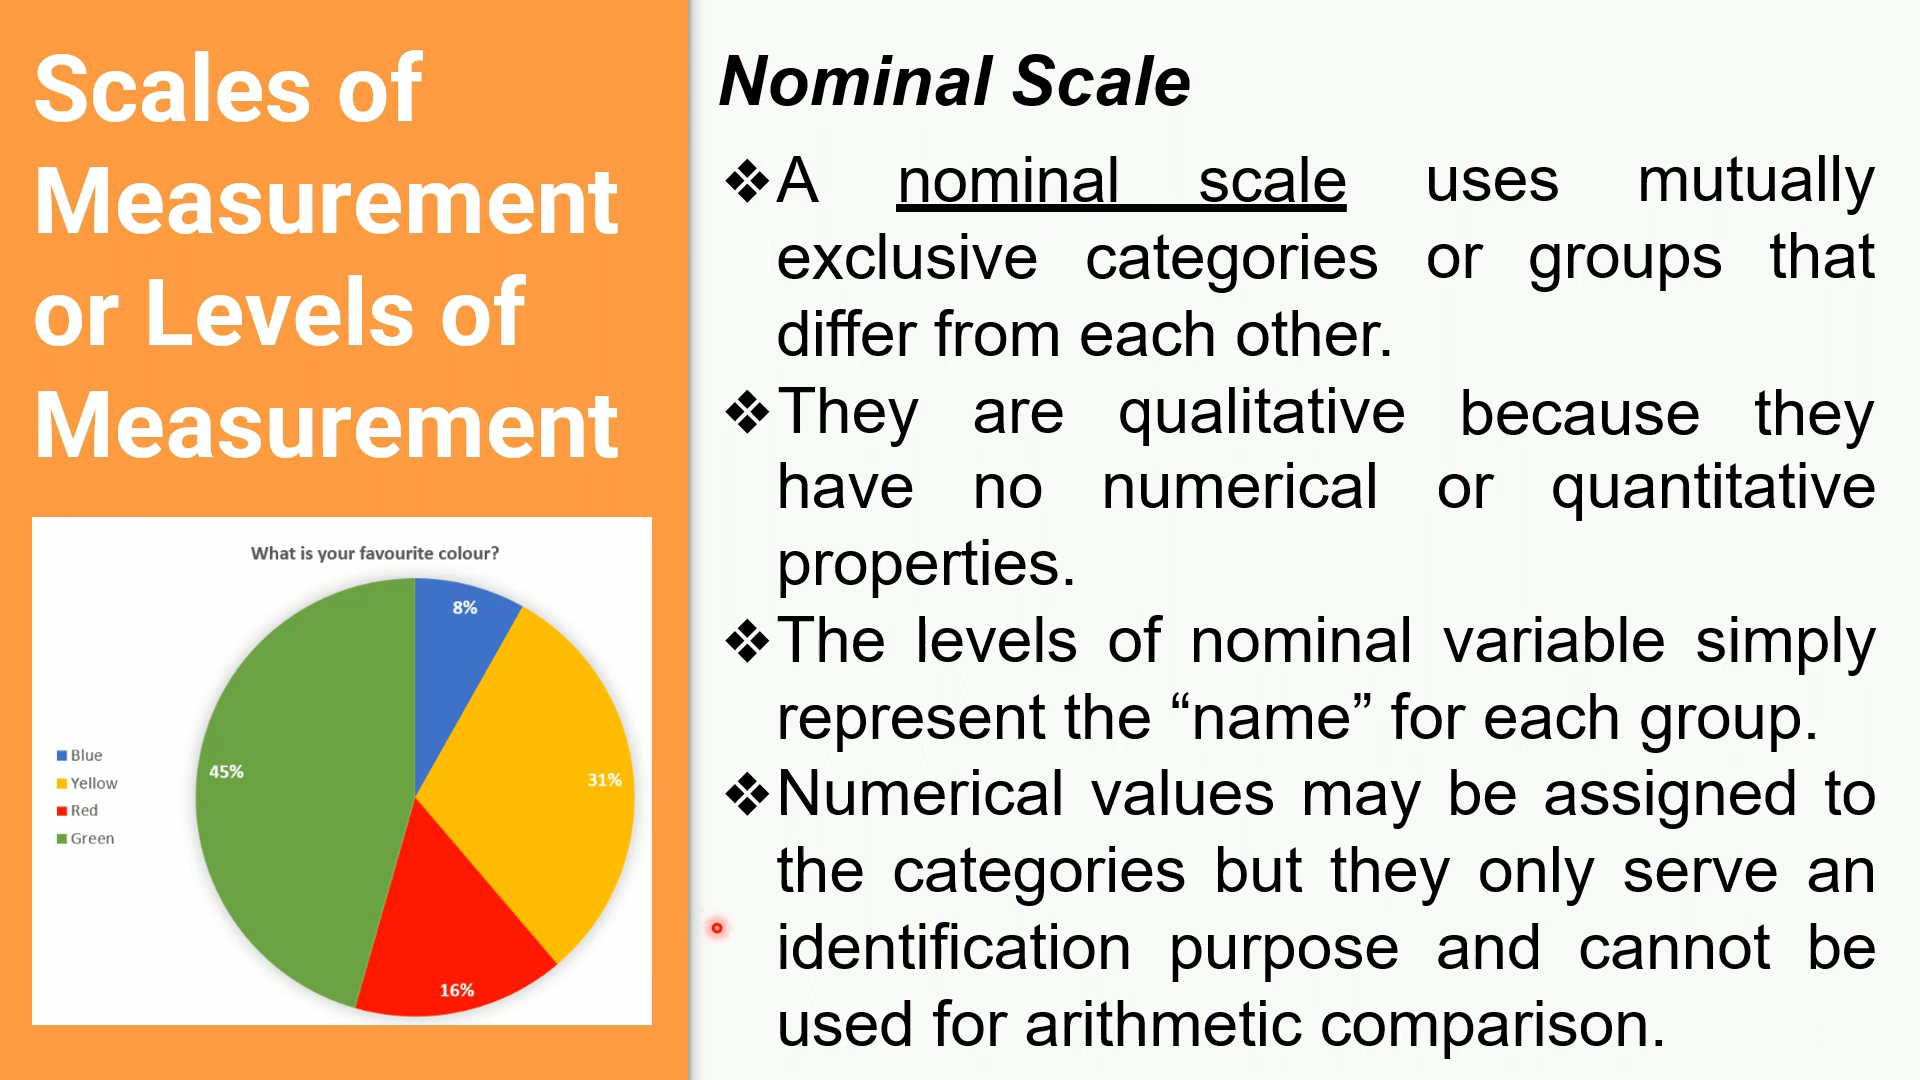 Scales of
Measurement
or Levels of
Measurement
What is your favourite colour?
8%
31%
45%
16%
Blue
Yellow
Red
Green
Nominal Scale
❖A nominal scale uses mutually
exclusive categories or groups that
differ from each other.
❖They are qualitative because they
have no numerical or quantitative
properties.
❖The levels of nominal variable simply
represent the “name” for each group.
❖Numerical values may be assigned to
the categories but they only serve an
identification purpose and cannot be
used for arithmetic comparison.